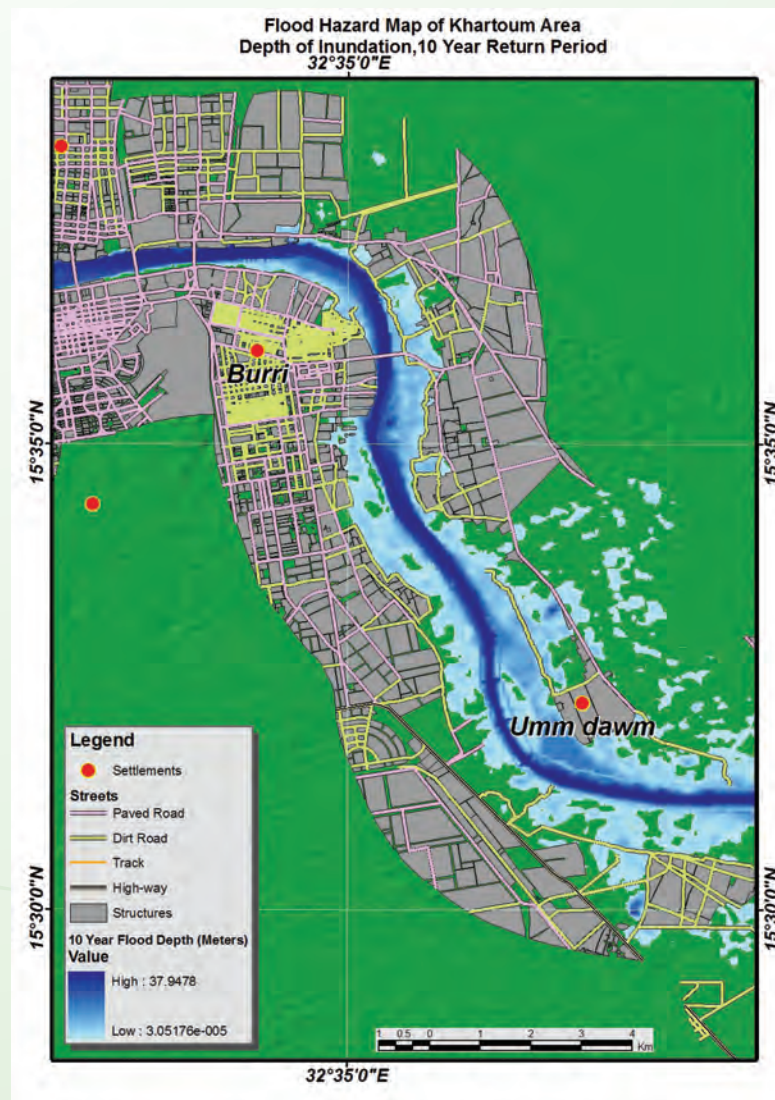 Flood Hazard Map of Khartoum Area
Depth of Inundation,10 Year Return Period
32°35'0"E
15°35'0"N
15°35'0"N
Burri
Umm dawm
Legend
Settlements
Streets
Paved Road
Dirt Road
Track
High-way
Structures
10 Year Flood Depth (Meters)
Value
High : 37.9478
Low : 3.05176e-005
15°30'0"N
15°30'0"N
1 0.5 0 1 2 3 4
Km
32°35'0"E